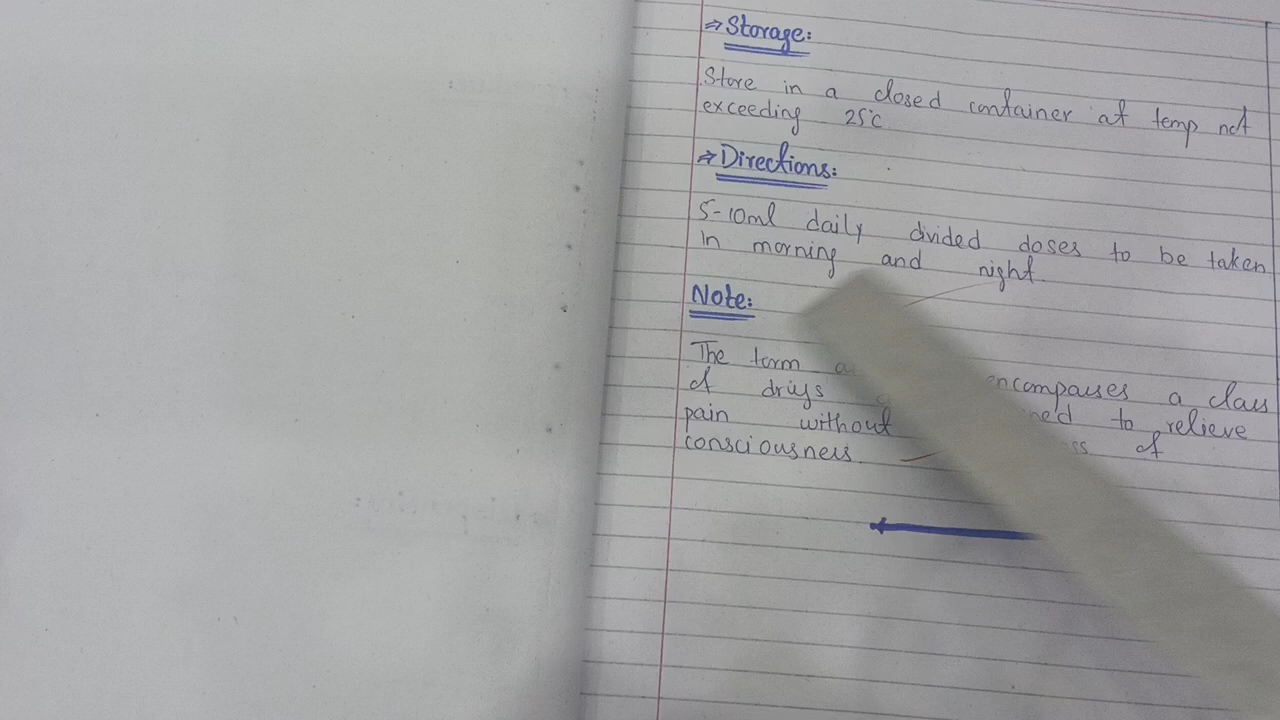 ⇒ Storage:
Store in a closed container at temp not
exceeding 25°C
⇒ Directions:
5-10ml daily divided doses to be taken
in morning and night.
Note:
The term encompasses a class
of drugs to relieve
pain without of
consciousness.